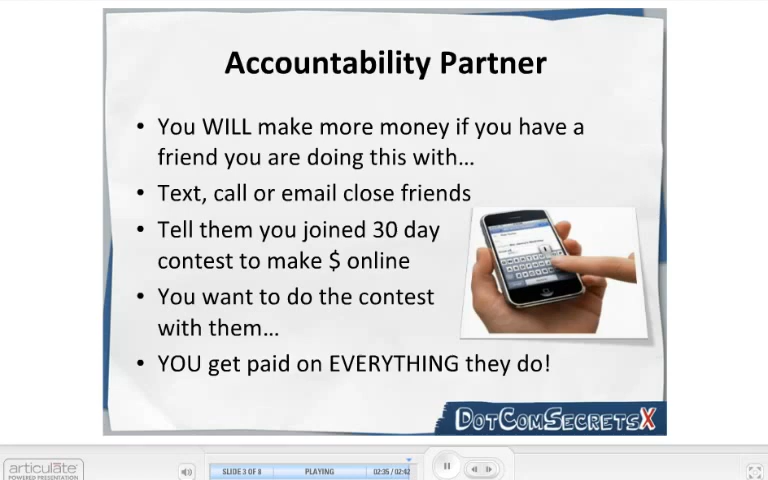 Accountability Partner
• You WILL make more money if you have a
friend you are doing this with...
• Text, call or email close friends
• Tell them you joined 30 day
contest to make $ online
• You want to do the contest
with them...
• YOU get paid on EVERYTHING they do!
DOTCOMSECRETSX
articulate
POWERED PRESENTATION
SLIDE 3 OF 8 PLAYING 02:35 / 02:42